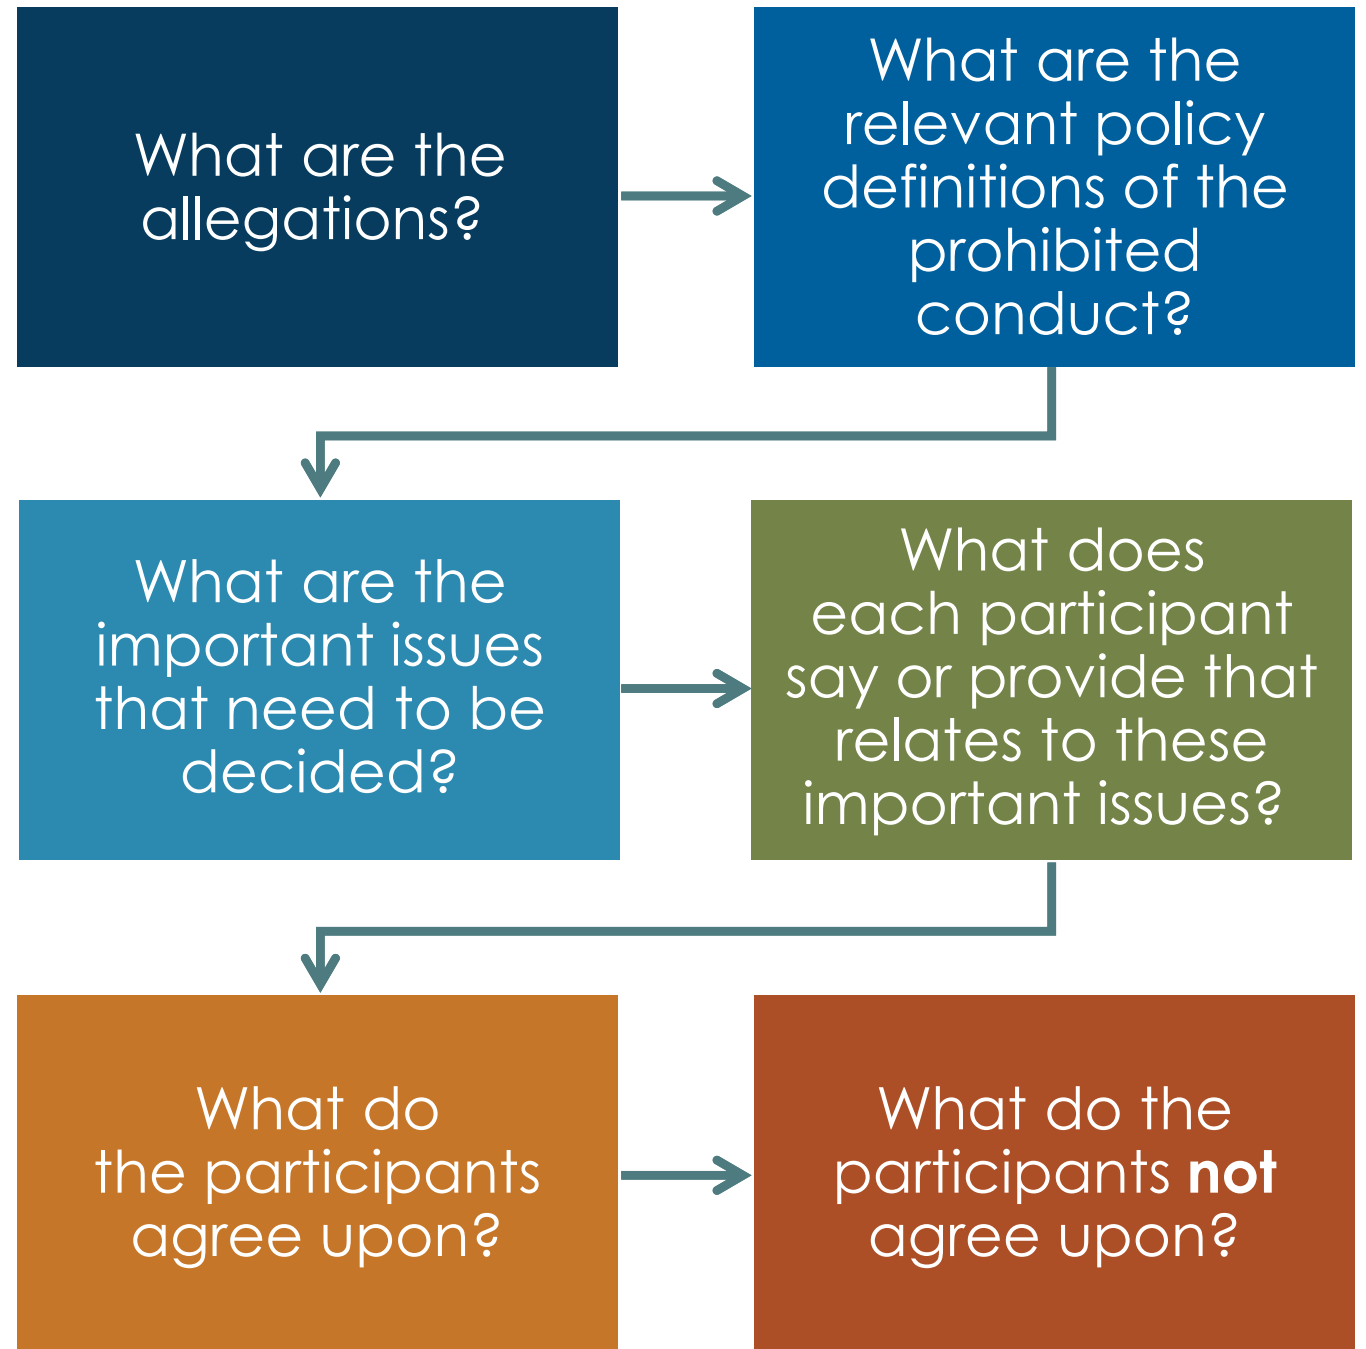 What are the
allegations?
What are the
relevant policy
definitions of the
prohibited
conduct?
What are the
important issues
that need to be
decided?
What does
each participant
say or provide that
relates to these
important issues?
What do
the participants
agree upon?
What do the
participants not
agree upon?